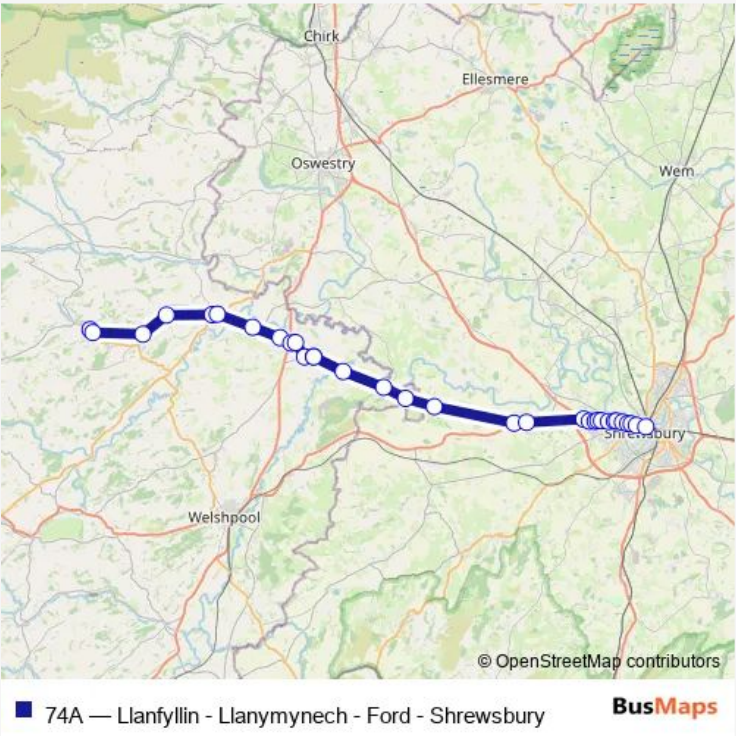 Chirk
Ellesmere
Oswestry
Wem
Shrewsbury
Welshpool
© OpenStreetMap contributors
74A — Llanfyllin - Llanymynech - Ford - Shrewsbury
BusMaps